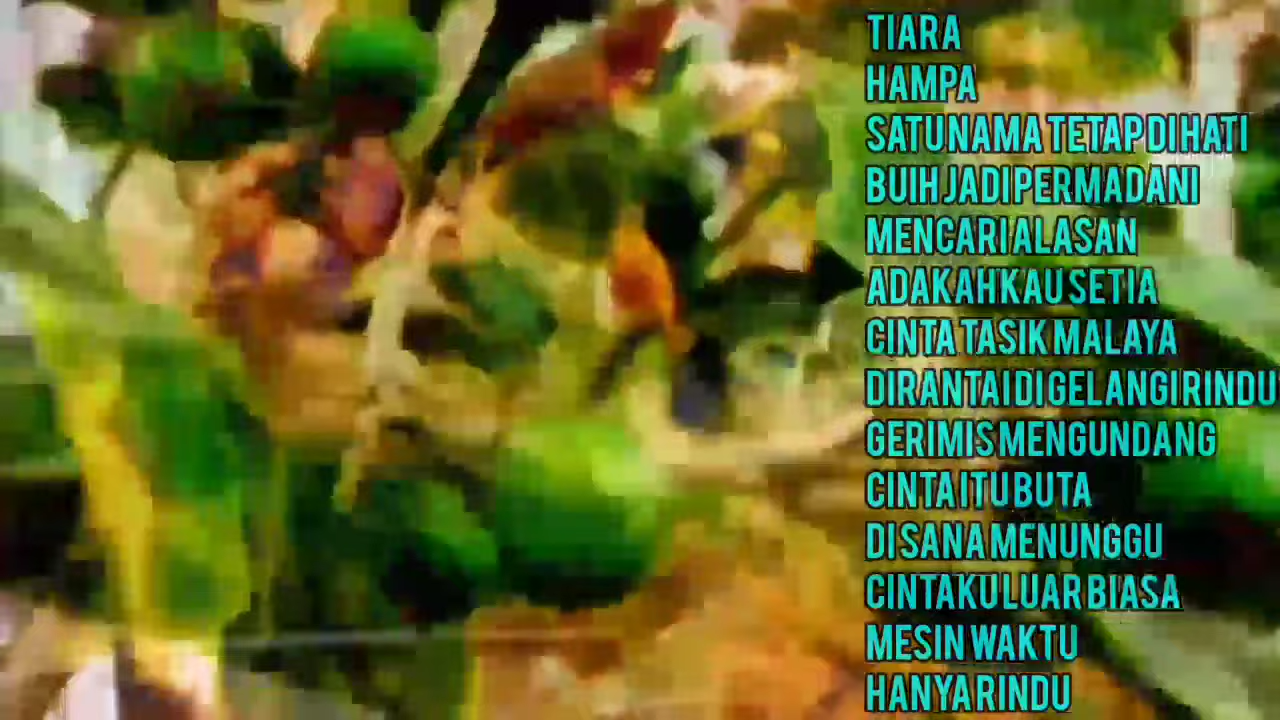 TIARA
HAMPA
SATU NAMA TETAP DI HATI
BUIH JADI PERMADANI
MENCARI ALASAN
ADAKAH KAU SETIA
CINTA TASIK MALAYA
DIRANTAI DI GELANGI RINDU
GERIMIS MENGUNDANG
CINTA ITU BUTA
DI SANA MENUNGGU
CINTAKU LUAR BIASA
MESIN WAKTU
HANYA RINDU